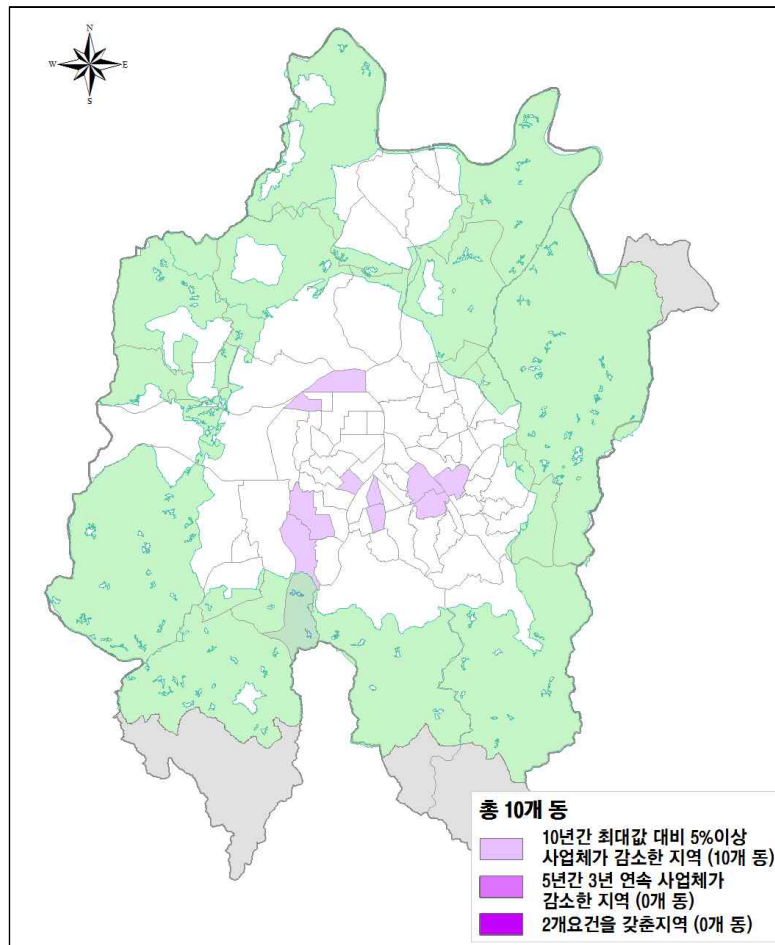 N
W
E
S
총 10개 동
10년간 최대값 대비 5%이상
사업체가 감소한 지역 (10개 동)
5년간 3년 연속 사업체가
감소한 지역 (0개 동)
2개요건을 갖춘지역 (0개 동)